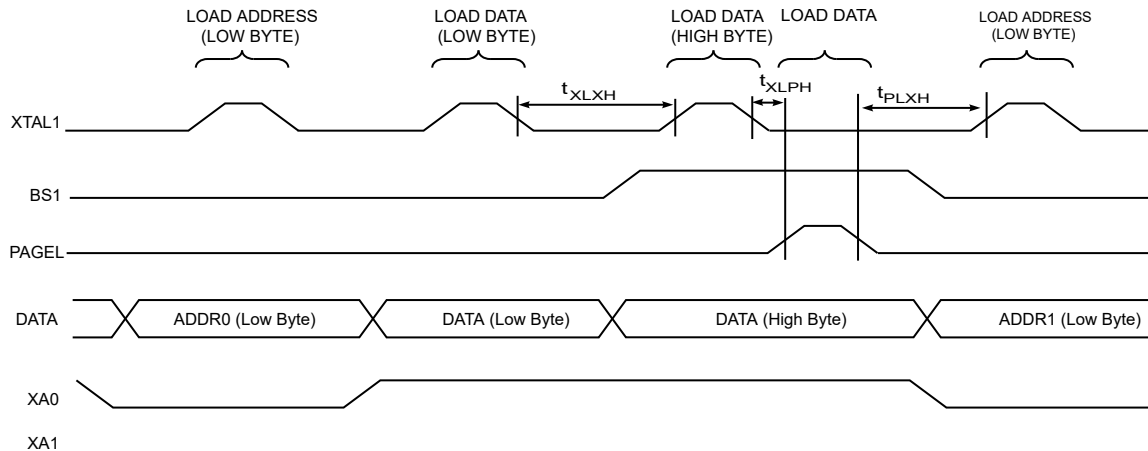 LOAD ADDRESS
(LOW BYTE)
LOAD DATA
(LOW BYTE)
LOAD DATA
(HIGH BYTE)
LOAD DATA
LOAD ADDRESS
(LOW BYTE)
tXLXH
tXLPH
tPLXH
XTAL1
BS1
PAGEL
DATA
ADDR0 (Low Byte)
DATA (Low Byte)
DATA (High Byte)
ADDR1 (Low Byte)
XA0
XA1